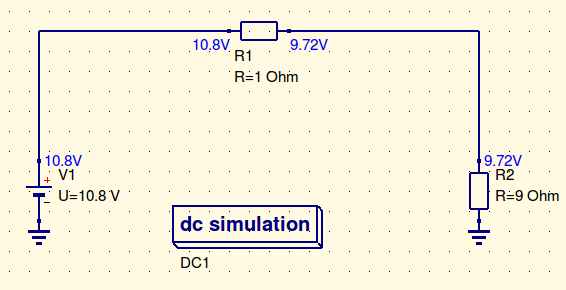 10.8V
9.72V
R1
R=1 Ohm
10.8V
V1
+
U=10.8 V
-
9.72V
R2
R=9 Ohm
dc simulation
DC1